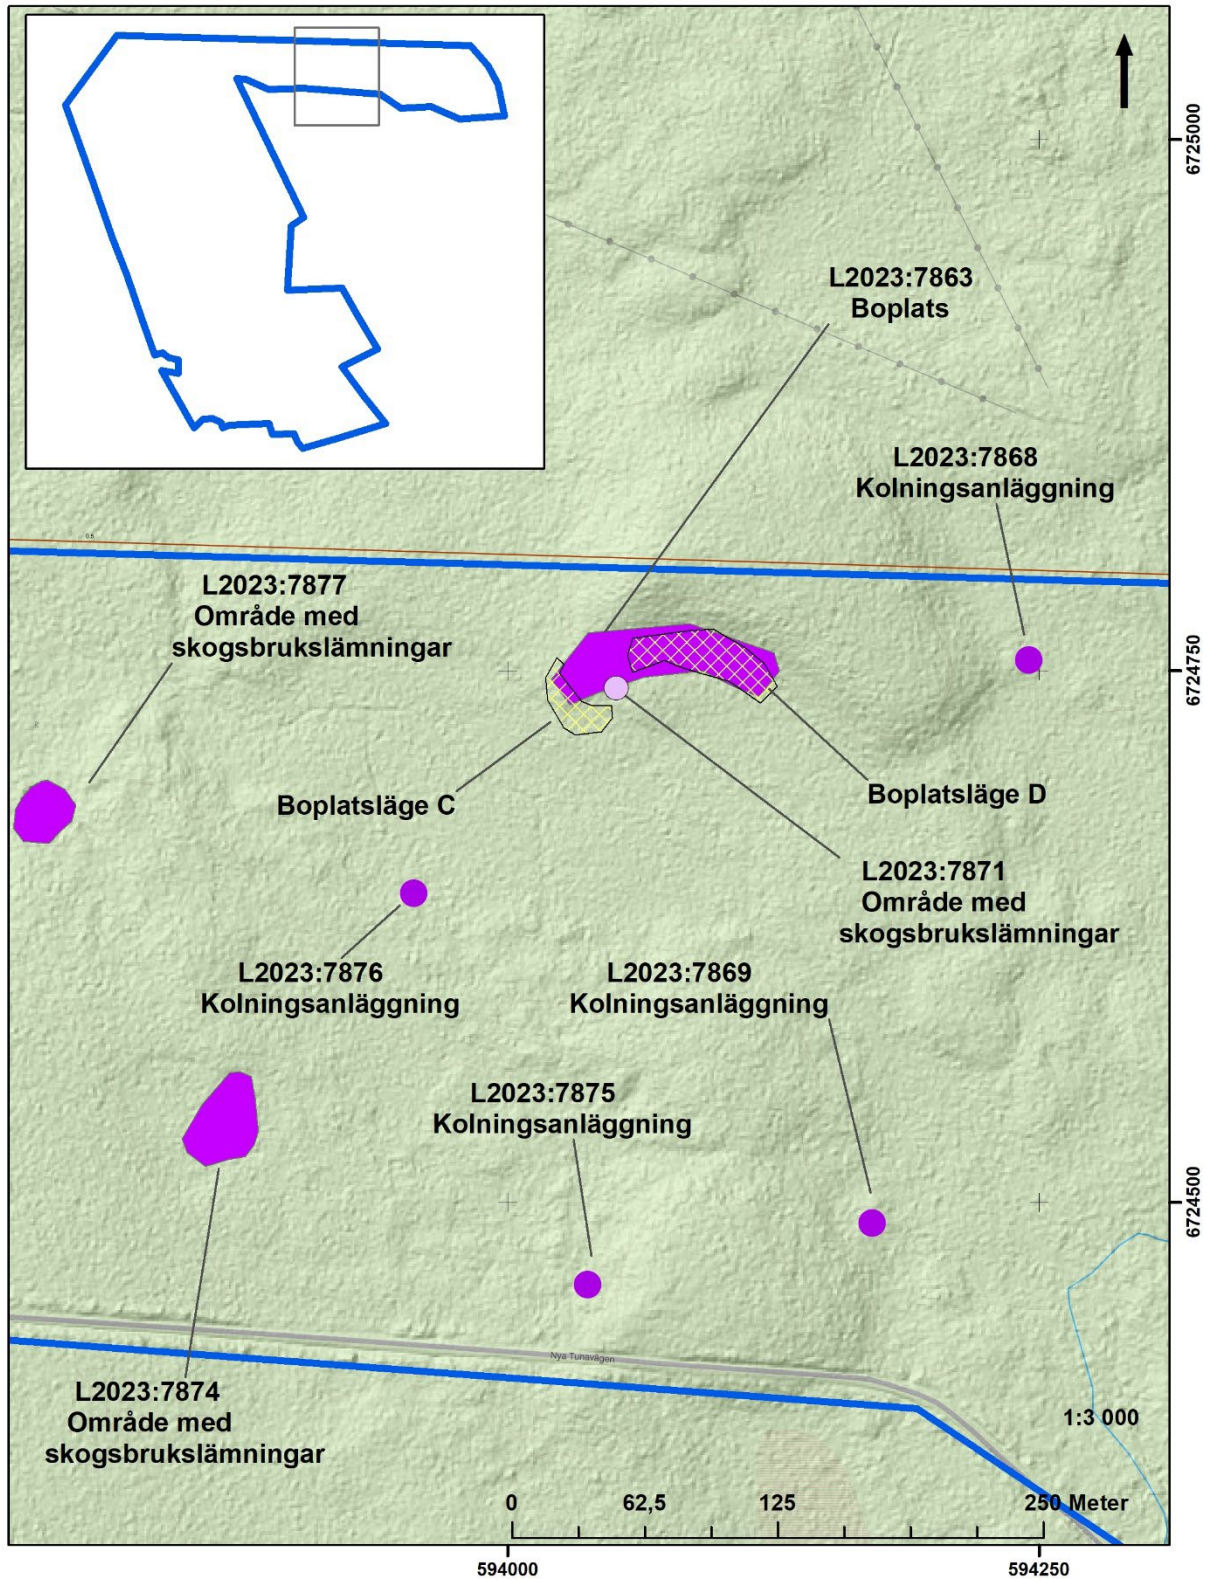 6725000
L2023:7863
Boplats
L2023:7868
Kolningsanläggning
0.5
L2023:7877
Område med
skogsbrukslämningar
6724750
Boplatsläge C
Boplatsläge D
L2023:7871
Område med
skogsbrukslämningar
L2023:7876
Kolningsanläggning
L2023:7869
Kolningsanläggning
L2023:7875
Kolningsanläggning
6724500
Nya Tunavägen
L2023:7874
Område med
skogsbrukslämningar
1:3 000
0 62,5 125 250 Meter
594000 594250